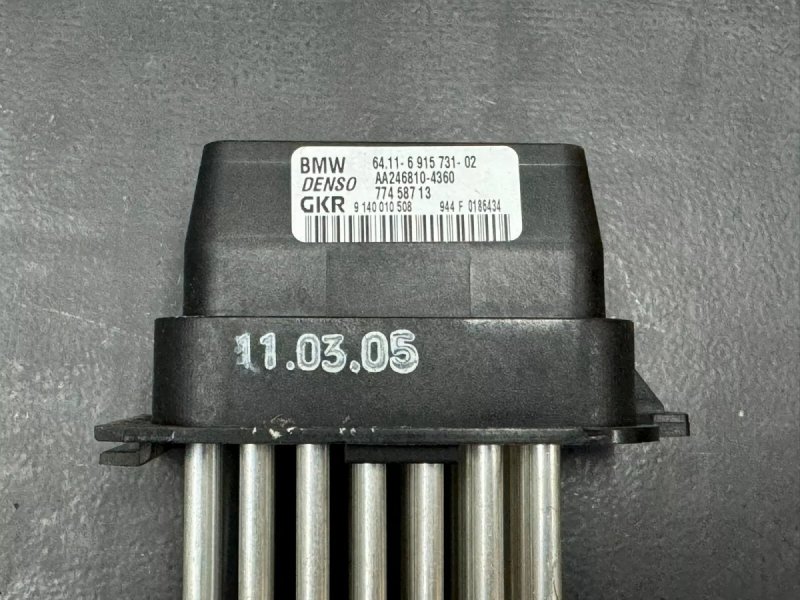 BMW 64.11- 6 915 731- 02
DENSO AA246810-4360
GKR 774 587 13
9 140 010 508 944 F 0186434
11.03.05